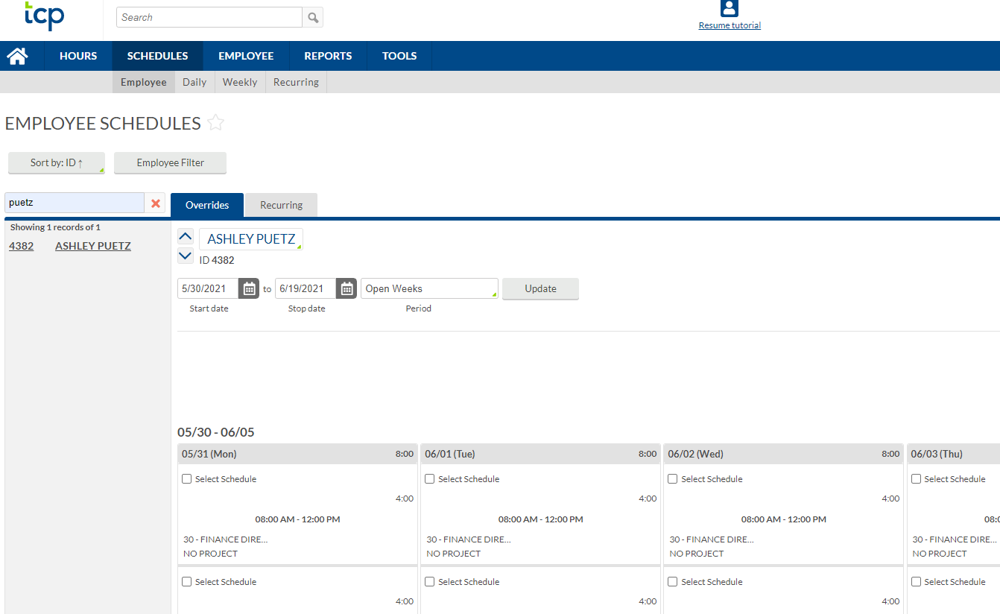 tcp
Search
Resume tutorial
HOURS SCHEDULES EMPLOYEE REPORTS TOOLS
Employee Daily Weekly Recurring
EMPLOYEE SCHEDULES
Sort by: ID ↑ Employee Filter
puetz Overrides Recurring
Showing 1 records of 1
4382 ASHLEY PUETZ
ASHLEY PUETZ
ID 4382
5/30/2021 to 6/19/2021 Open Weeks Update
Start date Stop date Period
05/30 - 06/05
05/31 (Mon) 8:00 06/01 (Tue) 8:00 06/02 (Wed) 8:00 06/03 (Thu)
Select Schedule Select Schedule Select Schedule Select Schedule
4:00 4:00 4:00
08:00 AM - 12:00 PM 08:00 AM - 12:00 PM 08:00 AM - 12:00 PM
30 - FINANCE DIRE... 30 - FINANCE DIRE... 30 - FINANCE DIRE... 30 - FINANCE DIRE...
NO PROJECT NO PROJECT NO PROJECT NO PROJECT
Select Schedule Select Schedule Select Schedule Select Schedule
4:00 4:00 4:00